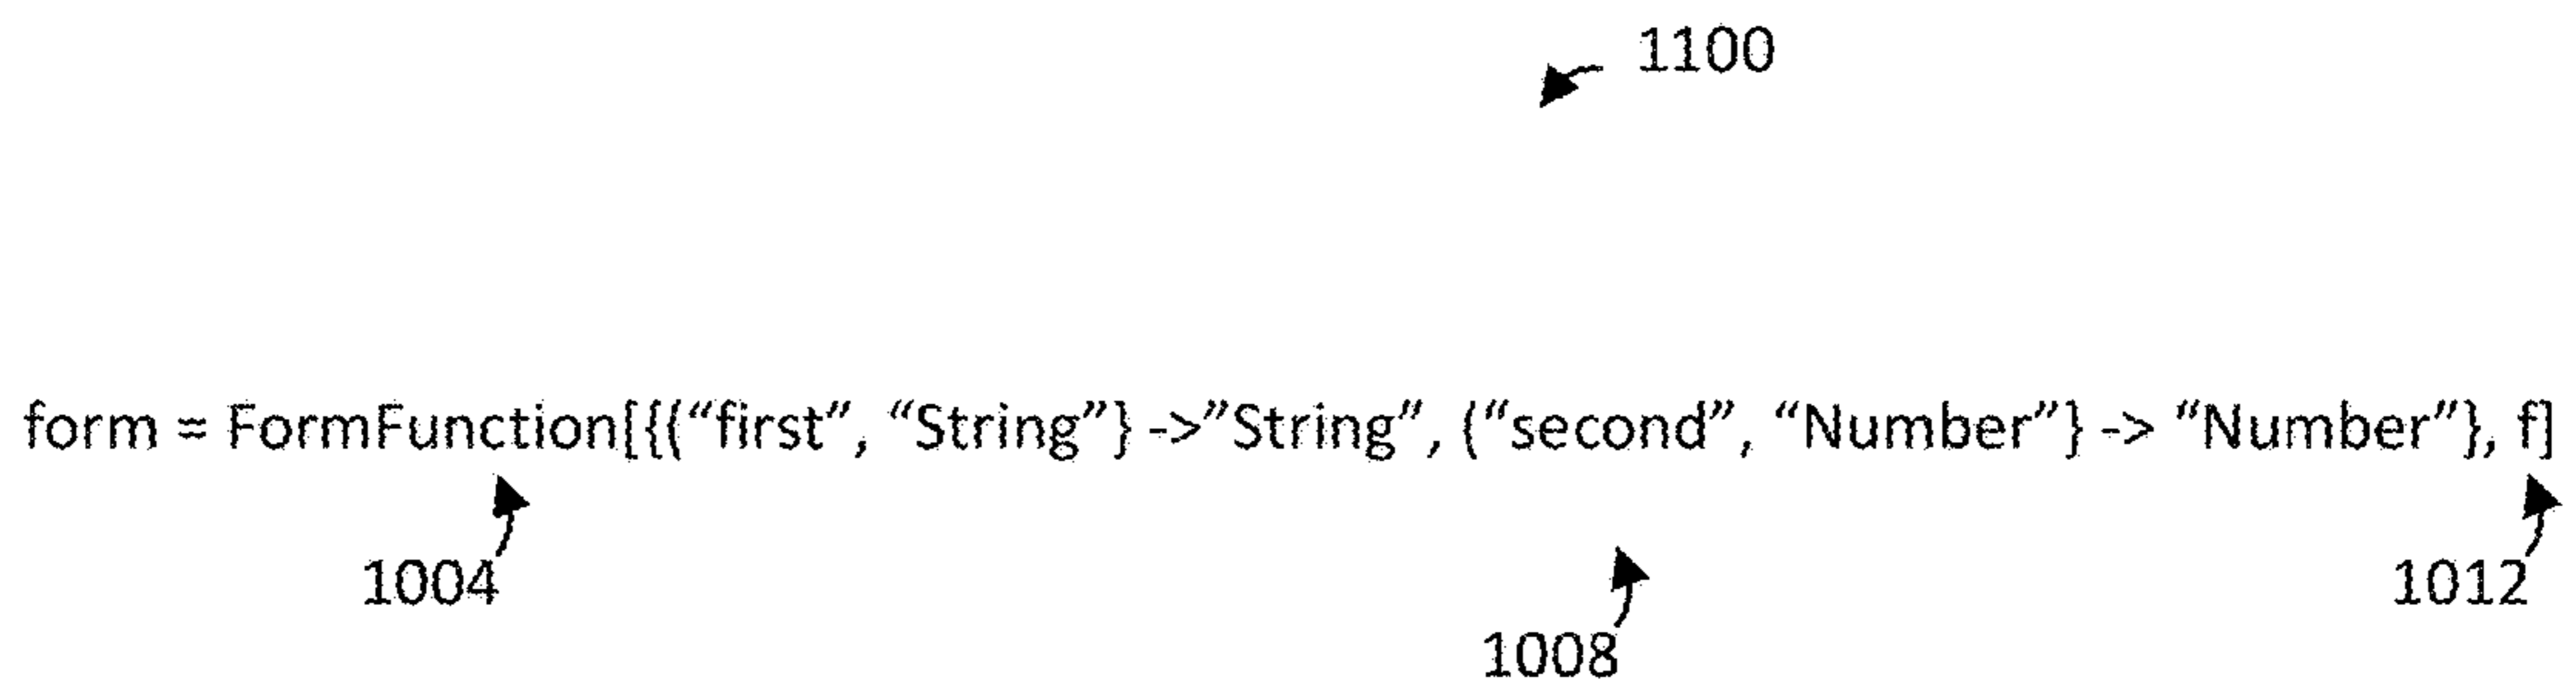 1100
form = FormFunction[{(“first”, “String”} ->”String”, (“second”, “Number”} -> “Number”}, f]
1004
1012
1008